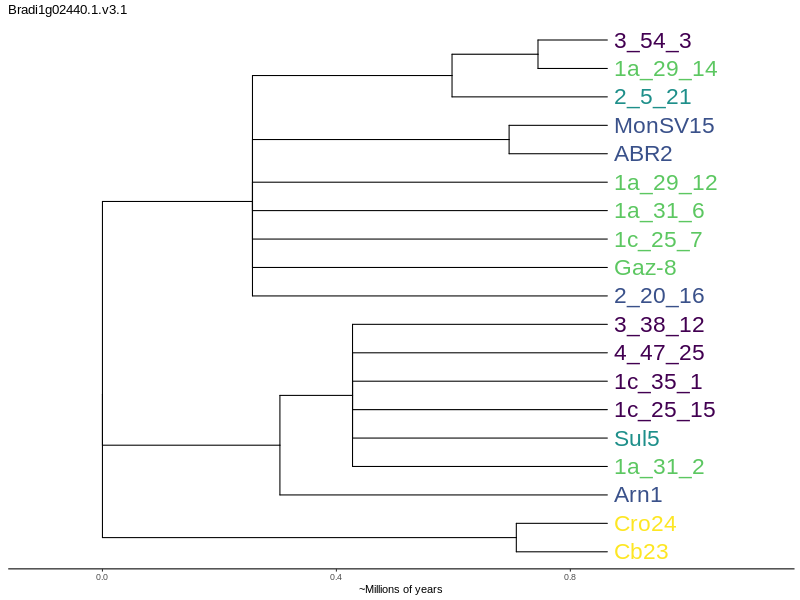 Bradi1g02440.1.v3.1
3_54_3
1a_29_14
2_5_21
MonSV15
ABR2
1a_29_12
1a_31_6
1c_25_7
Gaz-8
2_20_16
3_38_12
4_47_25
1c_35_1
1c_25_15
Sul5
1a_31_2
Arn1
Cro24
Cb23
0.0 0.4 0.8
~Millions of years